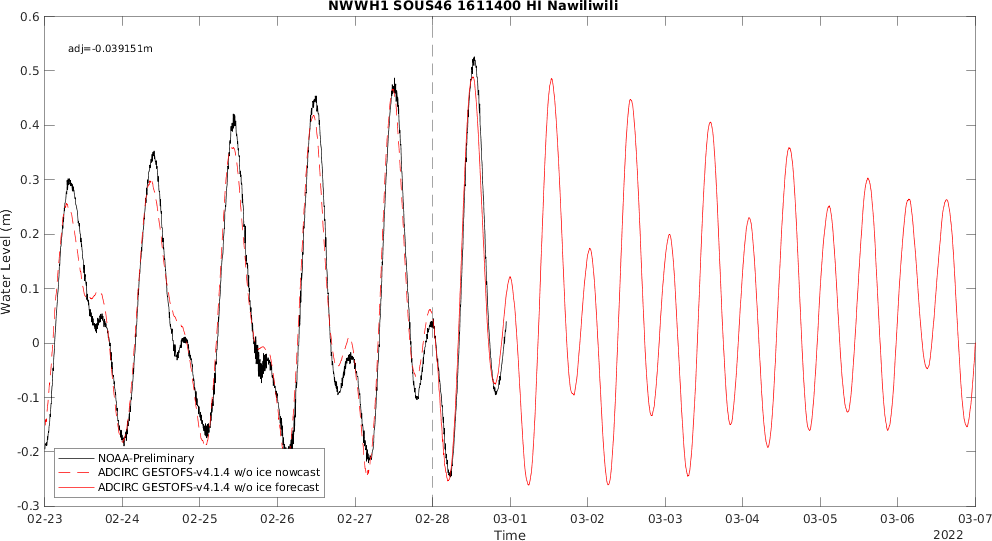 NWWH1 SOUS46 1611400 HI Nawiliwili
adj=-0.039151m
Water Level (m)
0.6
0.5
0.4
0.3
0.2
0.1
0
-0.1
-0.2
-0.3
NOAA-Preliminary
ADCIRC GESTOFS-v4.1.4 w/o ice nowcast
ADCIRC GESTOFS-v4.1.4 w/o ice forecast
02-23 02-24 02-25 02-26 02-27 02-28 03-01 03-02 03-03 03-04 03-05 03-06 03-07
Time
2022